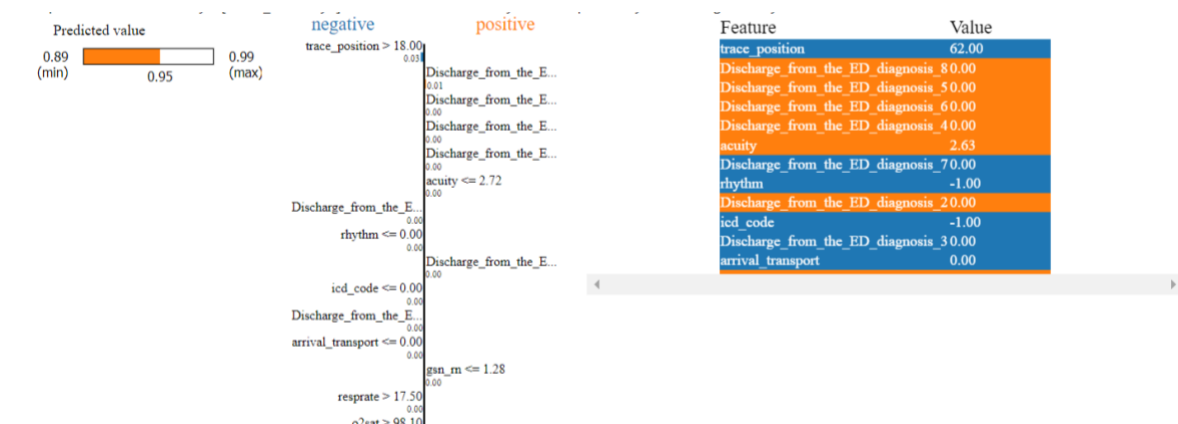 Predicted value
0.89
(min)
0.95
0.99
(max)
negative
positive
trace_position > 18.00
0.03
Discharge_from_the_E...
0.01
Discharge_from_the_E...
0.00
Discharge_from_the_E...
0.00
Discharge_from_the_E...
0.00
acuity <= 2.72
0.00
Discharge_from_the_E...
0.00
rhythm <= 0.00
0.00
Discharge_from_the_E...
0.00
icd_code <= 0.00
0.00
Discharge_from_the_E...
0.00
arrival_transport <= 0.00
0.00
gsn_rn <= 1.28
0.00
resprate > 17.50
0.00
o2sat > 98.10
Feature Value
trace_position 62.00
Discharge_from_the_ED_diagnosis_8 0.00
Discharge_from_the_ED_diagnosis_5 0.00
Discharge_from_the_ED_diagnosis_6 0.00
Discharge_from_the_ED_diagnosis_4 0.00
acuity 2.63
Discharge_from_the_ED_diagnosis_7 0.00
rhythm -1.00
Discharge_from_the_ED_diagnosis_2 0.00
icd_code -1.00
Discharge_from_the_ED_diagnosis_3 0.00
arrival_transport 0.00